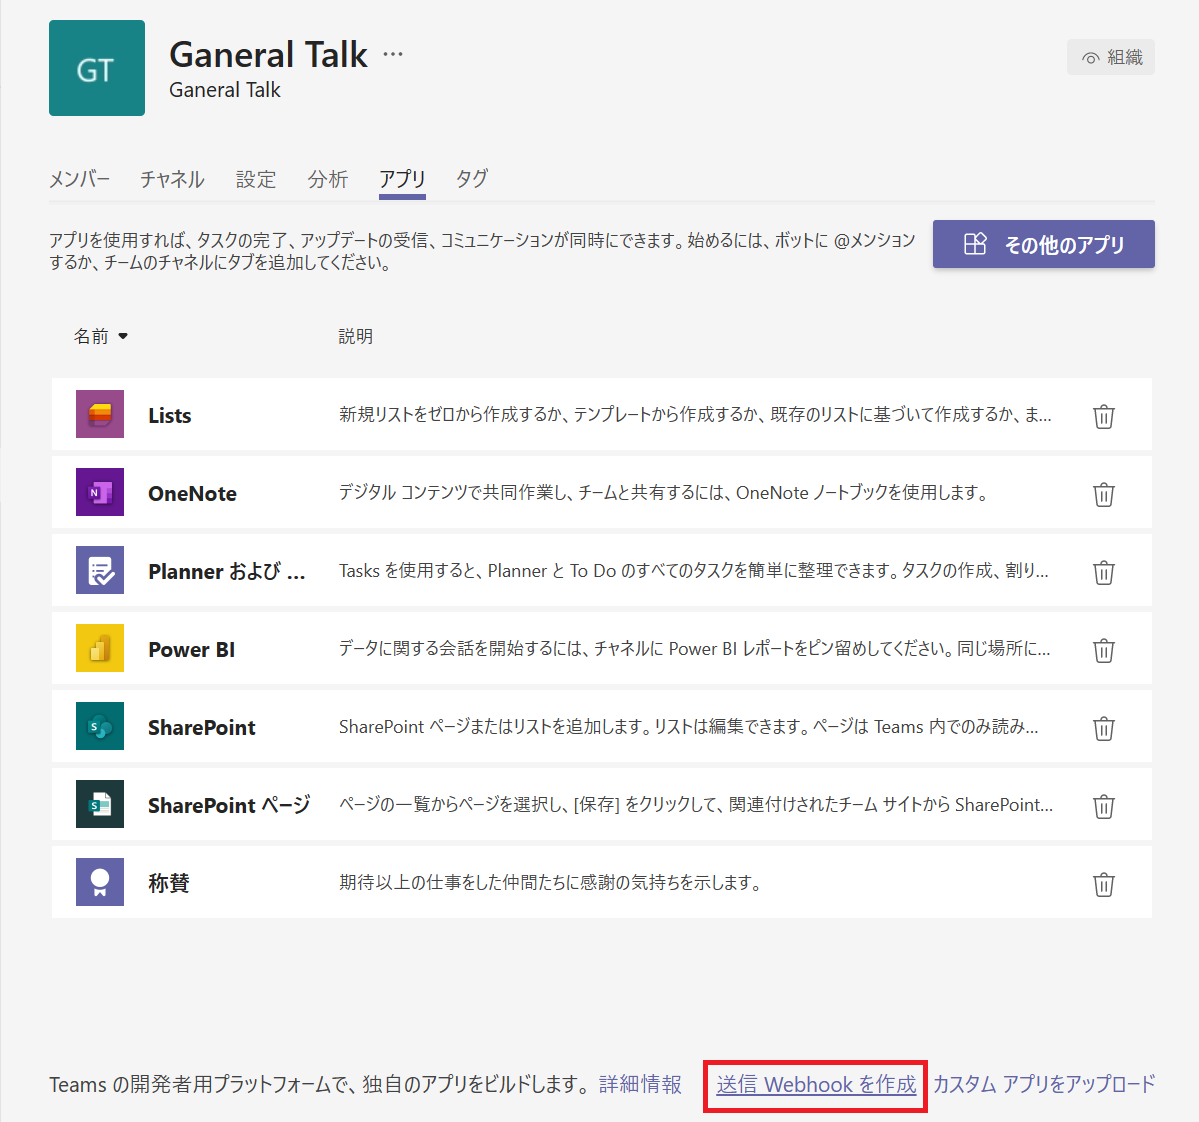 GT
Ganeral Talk ···
Ganeral Talk
組織
メンバー チャネル 設定 分析 アプリ タグ
アプリを使用すれば、タスクの完了、アップデートの受信、コミュニケーションが同時にできます。始めるには、ボットに @メンション
するか、チームのチャネルにタブを追加してください。
その他のアプリ
名前 説明
Lists 新規リストをゼロから作成するか、テンプレートから作成するか、既存のリストに基づいて作成するか、ま...
N
OneNote デジタル コンテンツで共同作業し、チームと共有するには、OneNote ノートブックを使用します。
Planner および ... Tasks を使用すると、Planner と To Do のすべてのタスクを簡単に整理できます。タスクの作成、割り...
Power BI データに関する会話を開始するには、チャネルに Power BI レポートをピン留めしてください。同じ場所に...
S
SharePoint SharePoint ページまたはリストを追加します。リストは編集できます。ページは Teams 内でのみ読み...
S
SharePoint ページ ページの一覧からページを選択し、[保存] をクリックして、関連付けされたチーム サイトから SharePoint...
称賛 期待以上の仕事をした仲間たちに感謝の気持ちを示します。
Teams の開発者用プラットフォームで、独自のアプリをビルドします。 詳細情報 送信 Webhook を作成 カスタム アプリをアップロード